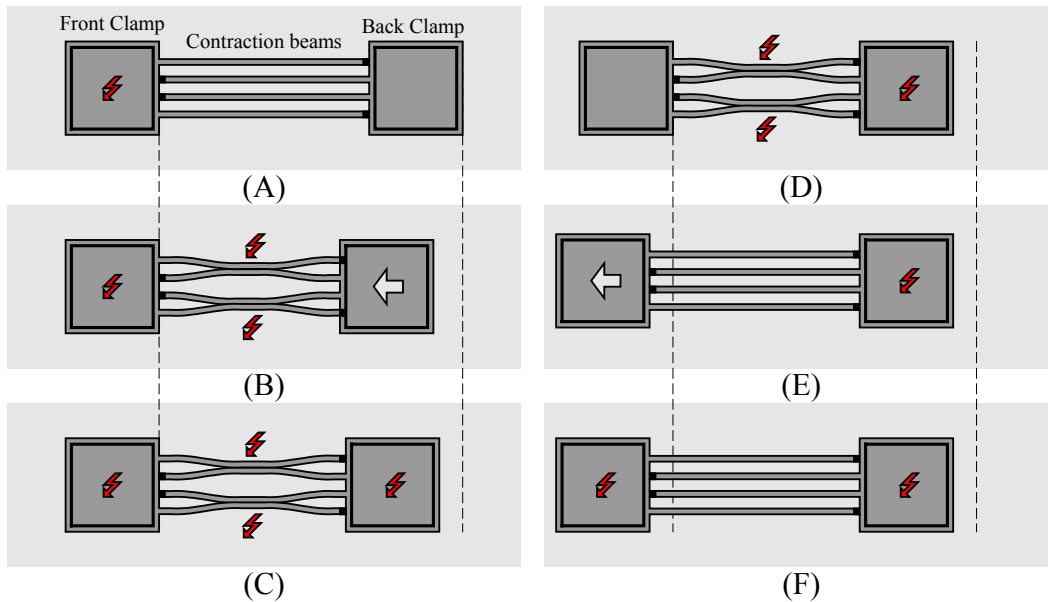 Front Clamp
Contraction beams
Back Clamp
(A)
(D)
(B)
(E)
(C)
(F)